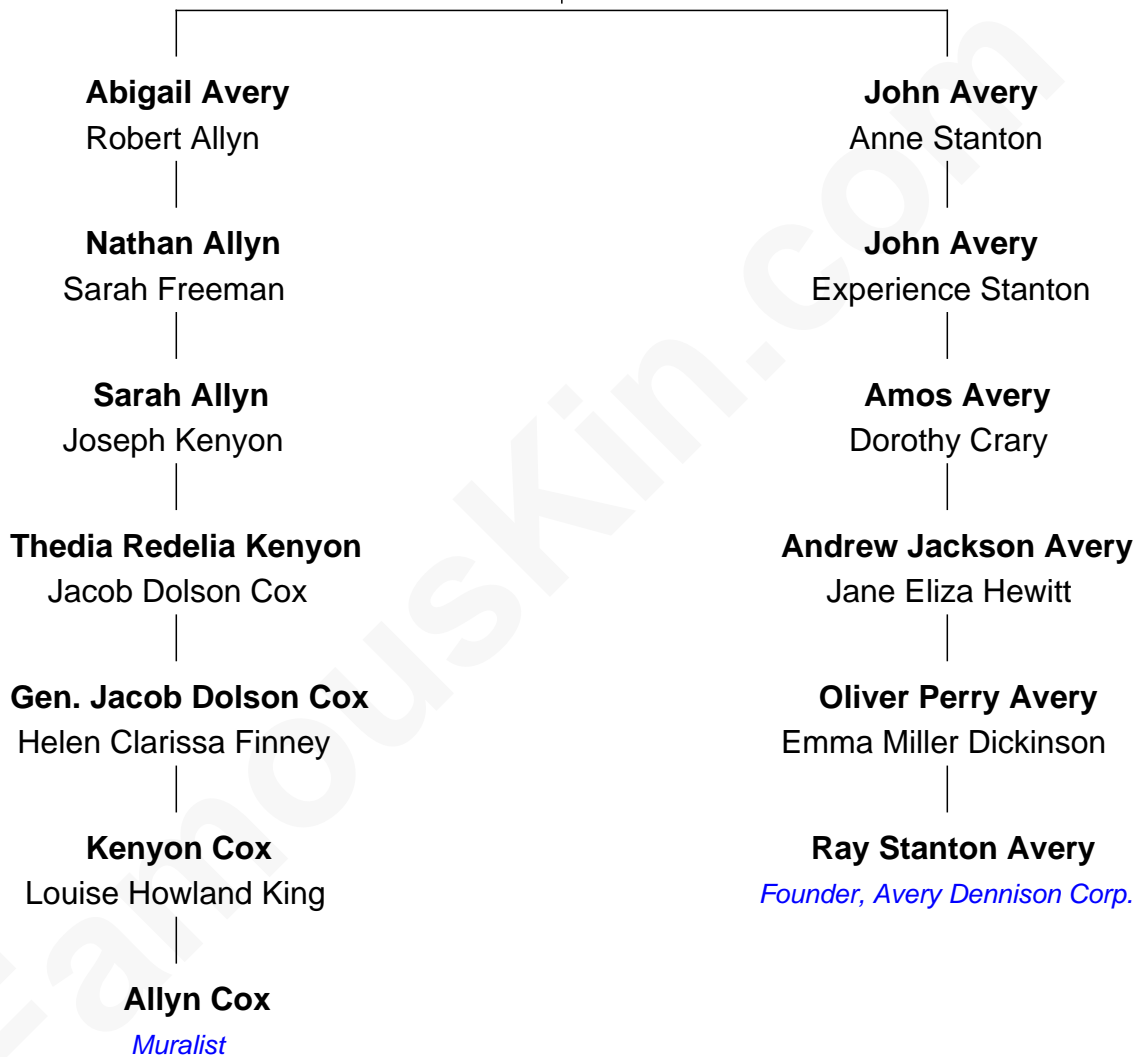 Abigail Avery
Robert Allyn
John Avery
Anne Stanton
Nathan Allyn
Sarah Freeman
John Avery
Experience Stanton
Sarah Allyn
Joseph Kenyon
Amos Avery
Dorothy Crary
Thedia Redelia Kenyon
Jacob Dolson Cox
Andrew Jackson Avery
Jane Eliza Hewitt
Gen. Jacob Dolson Cox
Helen Clarissa Finney
Oliver Perry Avery
Emma Miller Dickinson
Kenyon Cox
Louise Howland King
Ray Stanton Avery
Founder, Avery Dennison Corp.
Allyn Cox
Muralist
FamousKin.com